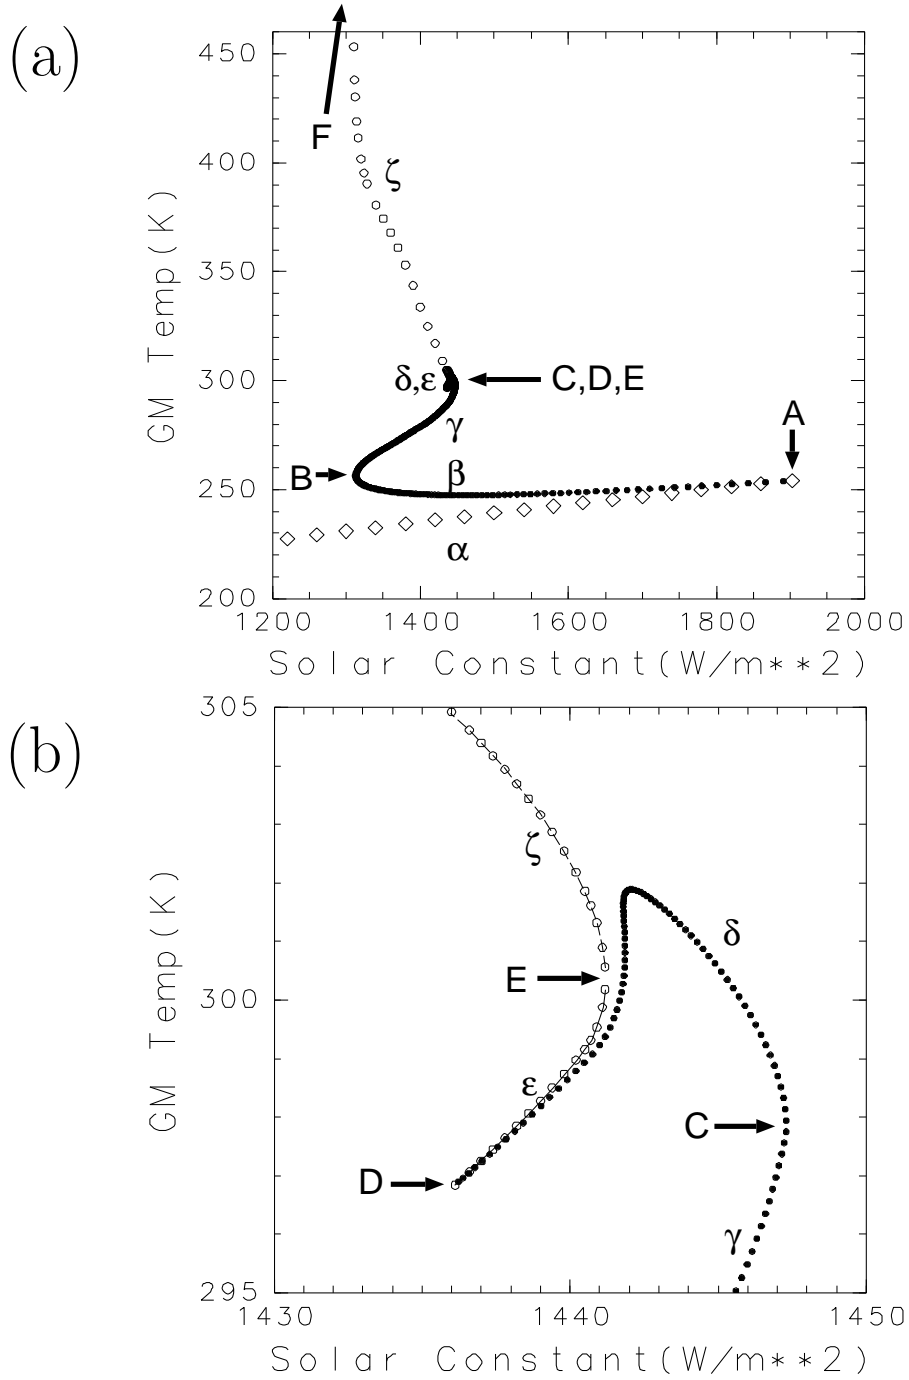 (a)
450
400
350
300
250
200
GM Temp(K)
F
ζ
δ,ε
C,D,E
A
γ
B
β
α
1200 1400 1600 1800 2000
Solar Constant(W/m**2)
(b)
305
300
295
GM Temp(K)
ζ
δ
E
ε
C
D
γ
1430 1440 1450
Solar Constant(W/m**2)